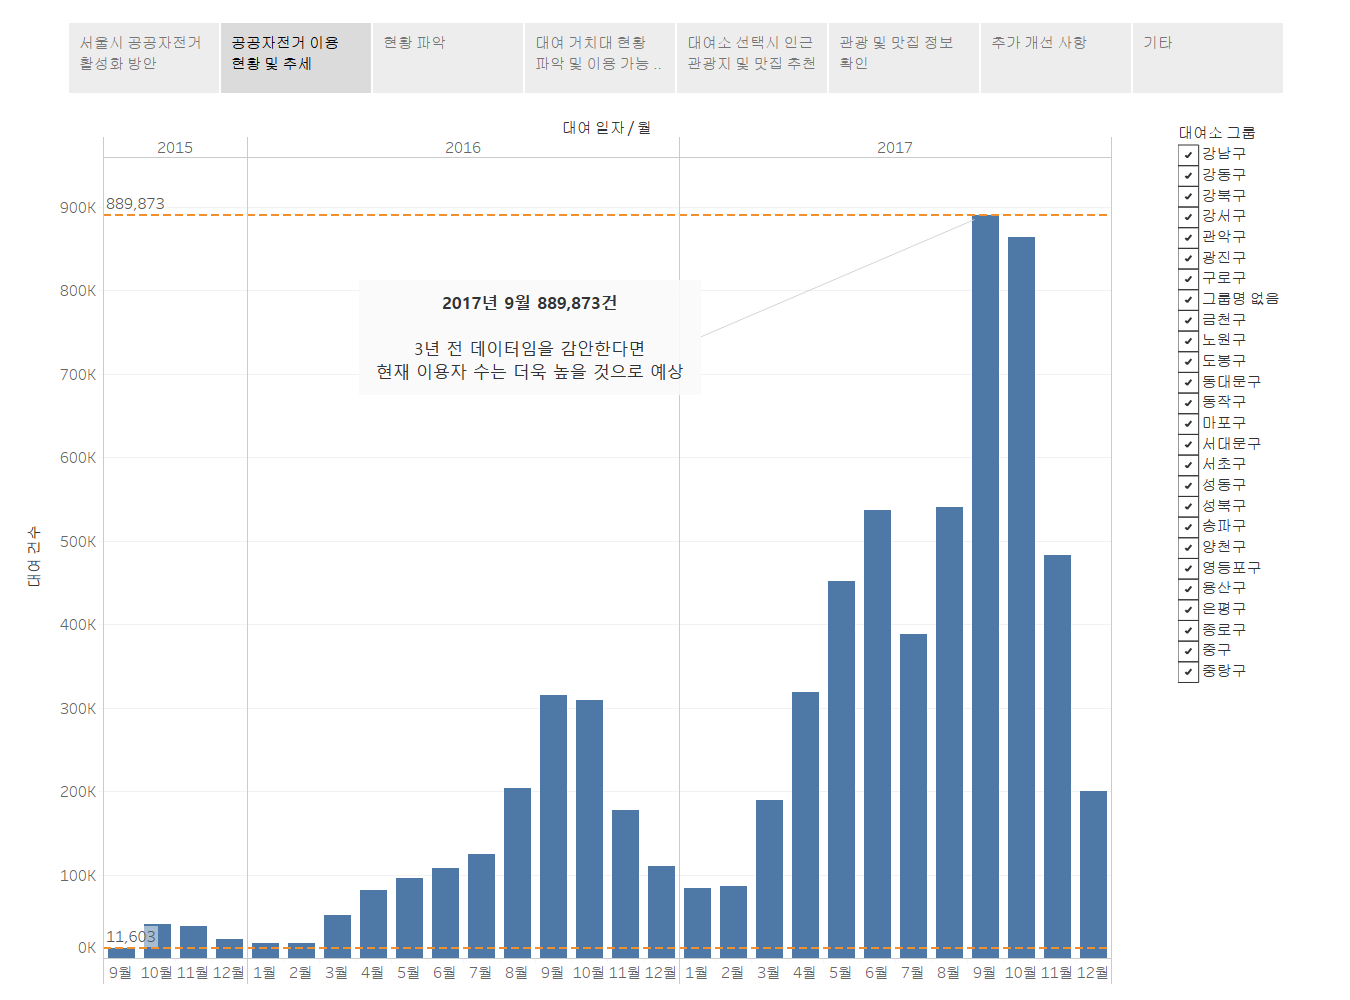 서울시 공공자전거
활성화 방안
공공자전거 이용
현황 및 추세
현황 파악
대여 거치대 현황
파악 및 이용 가능 ..
대여소 선택시 인근
관광지 및 맛집 추천
관광 및 맛집 정보
확인
추가 개선 사항
기타
대여 일자 / 월
2015
2016
2017
889,873
900K
800K
700K
600K
500K
400K
300K
200K
100K
0K
대여 건수
2017년 9월 889,873건
3년 전 데이터임을 감안한다면
현재 이용자 수는 더욱 높을 것으로 예상
11,603
9월 10월 11월 12월 1월 2월 3월 4월 5월 6월 7월 8월 9월 10월 11월 12월 1월 2월 3월 4월 5월 6월 7월 8월 9월 10월 11월 12월
대여소 그룹
강남구
강동구
강북구
강서구
관악구
광진구
구로구
그룹명 없음
금천구
노원구
도봉구
동대문구
동작구
마포구
서대문구
서초구
성동구
성북구
송파구
양천구
영등포구
용산구
은평구
종로구
중구
중랑구